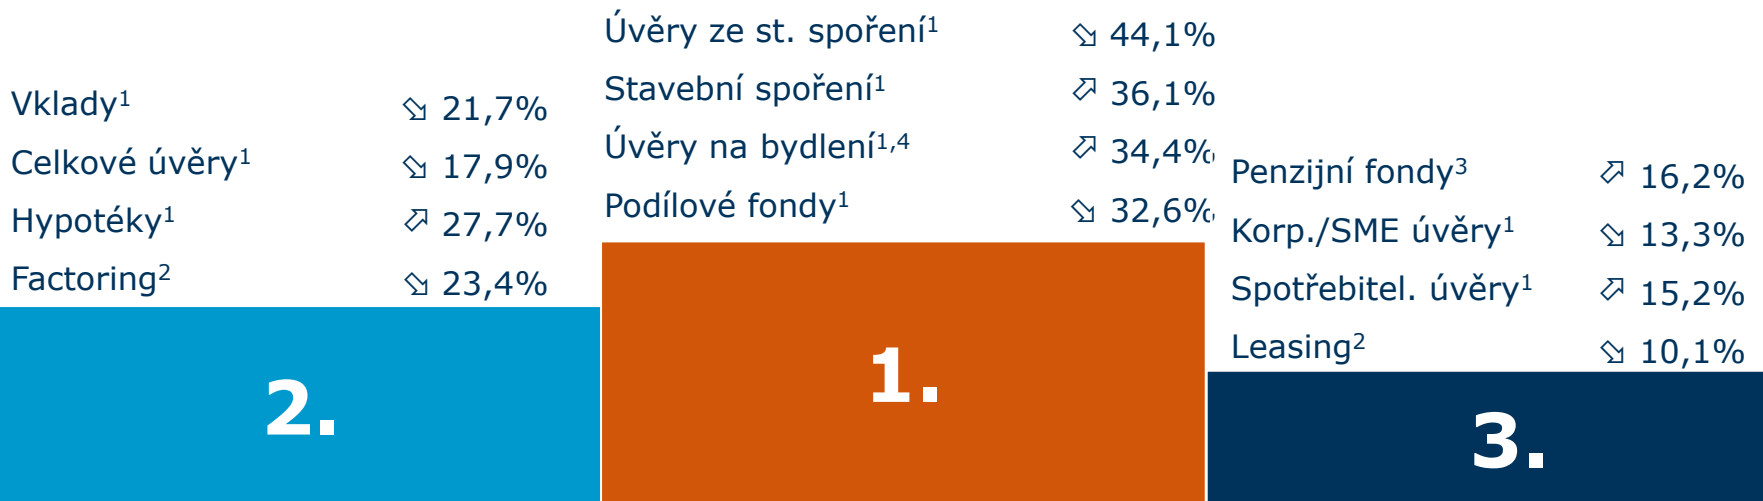 Vklady¹ ⬂ 21,7%
Celkové úvěry¹ ⬂ 17,9%
Hypotéky¹ ⬀ 27,7%
Factoring² ⬂ 23,4%
2.
Úvěry ze st. spoření¹ ⬂ 44,1%
Stavební spoření¹ ⬀ 36,1%
Úvěry na bydlení¹,⁴ ⬀ 34,4%
Podílové fondy¹ ⬂ 32,6%
1.
Penzijní fondy³ ⬀ 16,2%
Korp./SME úvěry¹ ⬂ 13,3%
Spotřebitel. úvěry¹ ⬀ 15,2%
Leasing² ⬂ 10,1%
3.